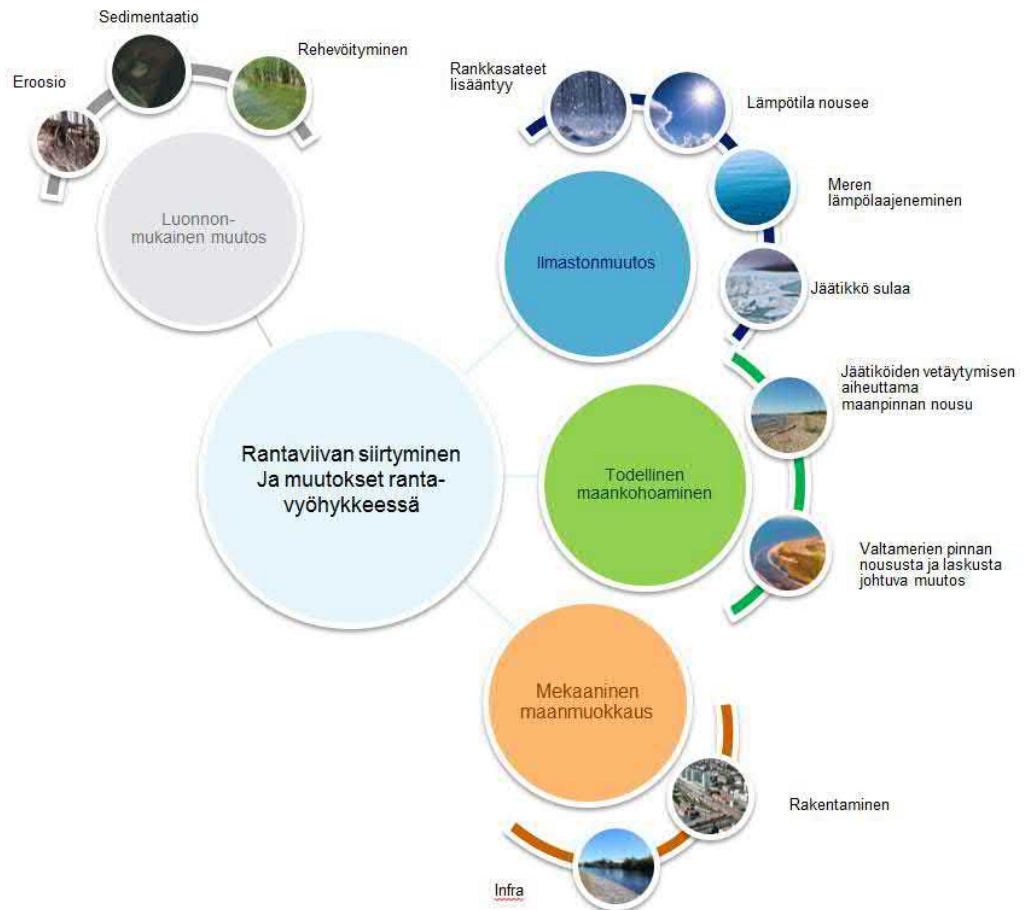 Sedimentaatio
Rehevöityminen
Eroosio
Luonnon-
mukainen muutos
Rankkasateet
lisääntyy
Lämpötila nousee
Meren
lämpölaajeneminen
Jäätikkö sulaa
Ilmastonmuutos
Jäätiköiden vetäytymisen
aiheuttama
maanpinnan nousu
Rantaviivan siirtyminen
Ja muutokset ranta-
vyöhykkeessä
Todellinen
maankohoaminen
Valtamerien pinnan
noususta ja laskusta
johtuva muutos
Mekaaninen
maanmuokkaus
Rakentaminen
Infra